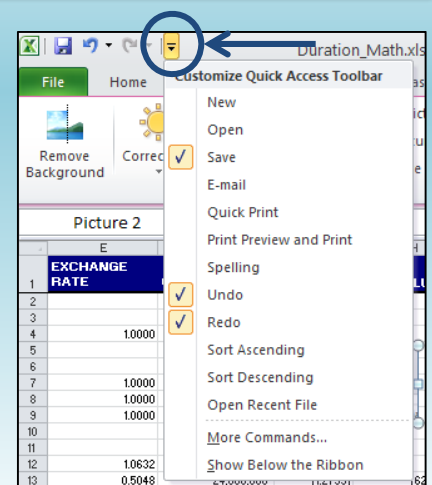 Duration_Math.xls
File Home
Customize Quick Access Toolbar
New
Open
Save
E-mail
Quick Print
Print Preview and Print
Spelling
Undo
Redo
Sort Ascending
Sort Descending
Open Recent File
More Commands...
Show Below the Ribbon
Remove
Background
Correc
Picture 2
E
H
1 EXCHANGE
RATE
2
3
4 1.0000
5
6
7 1.0000
8 1.0000
9 1.0000
10
11
12 1.0632
13 0.5048